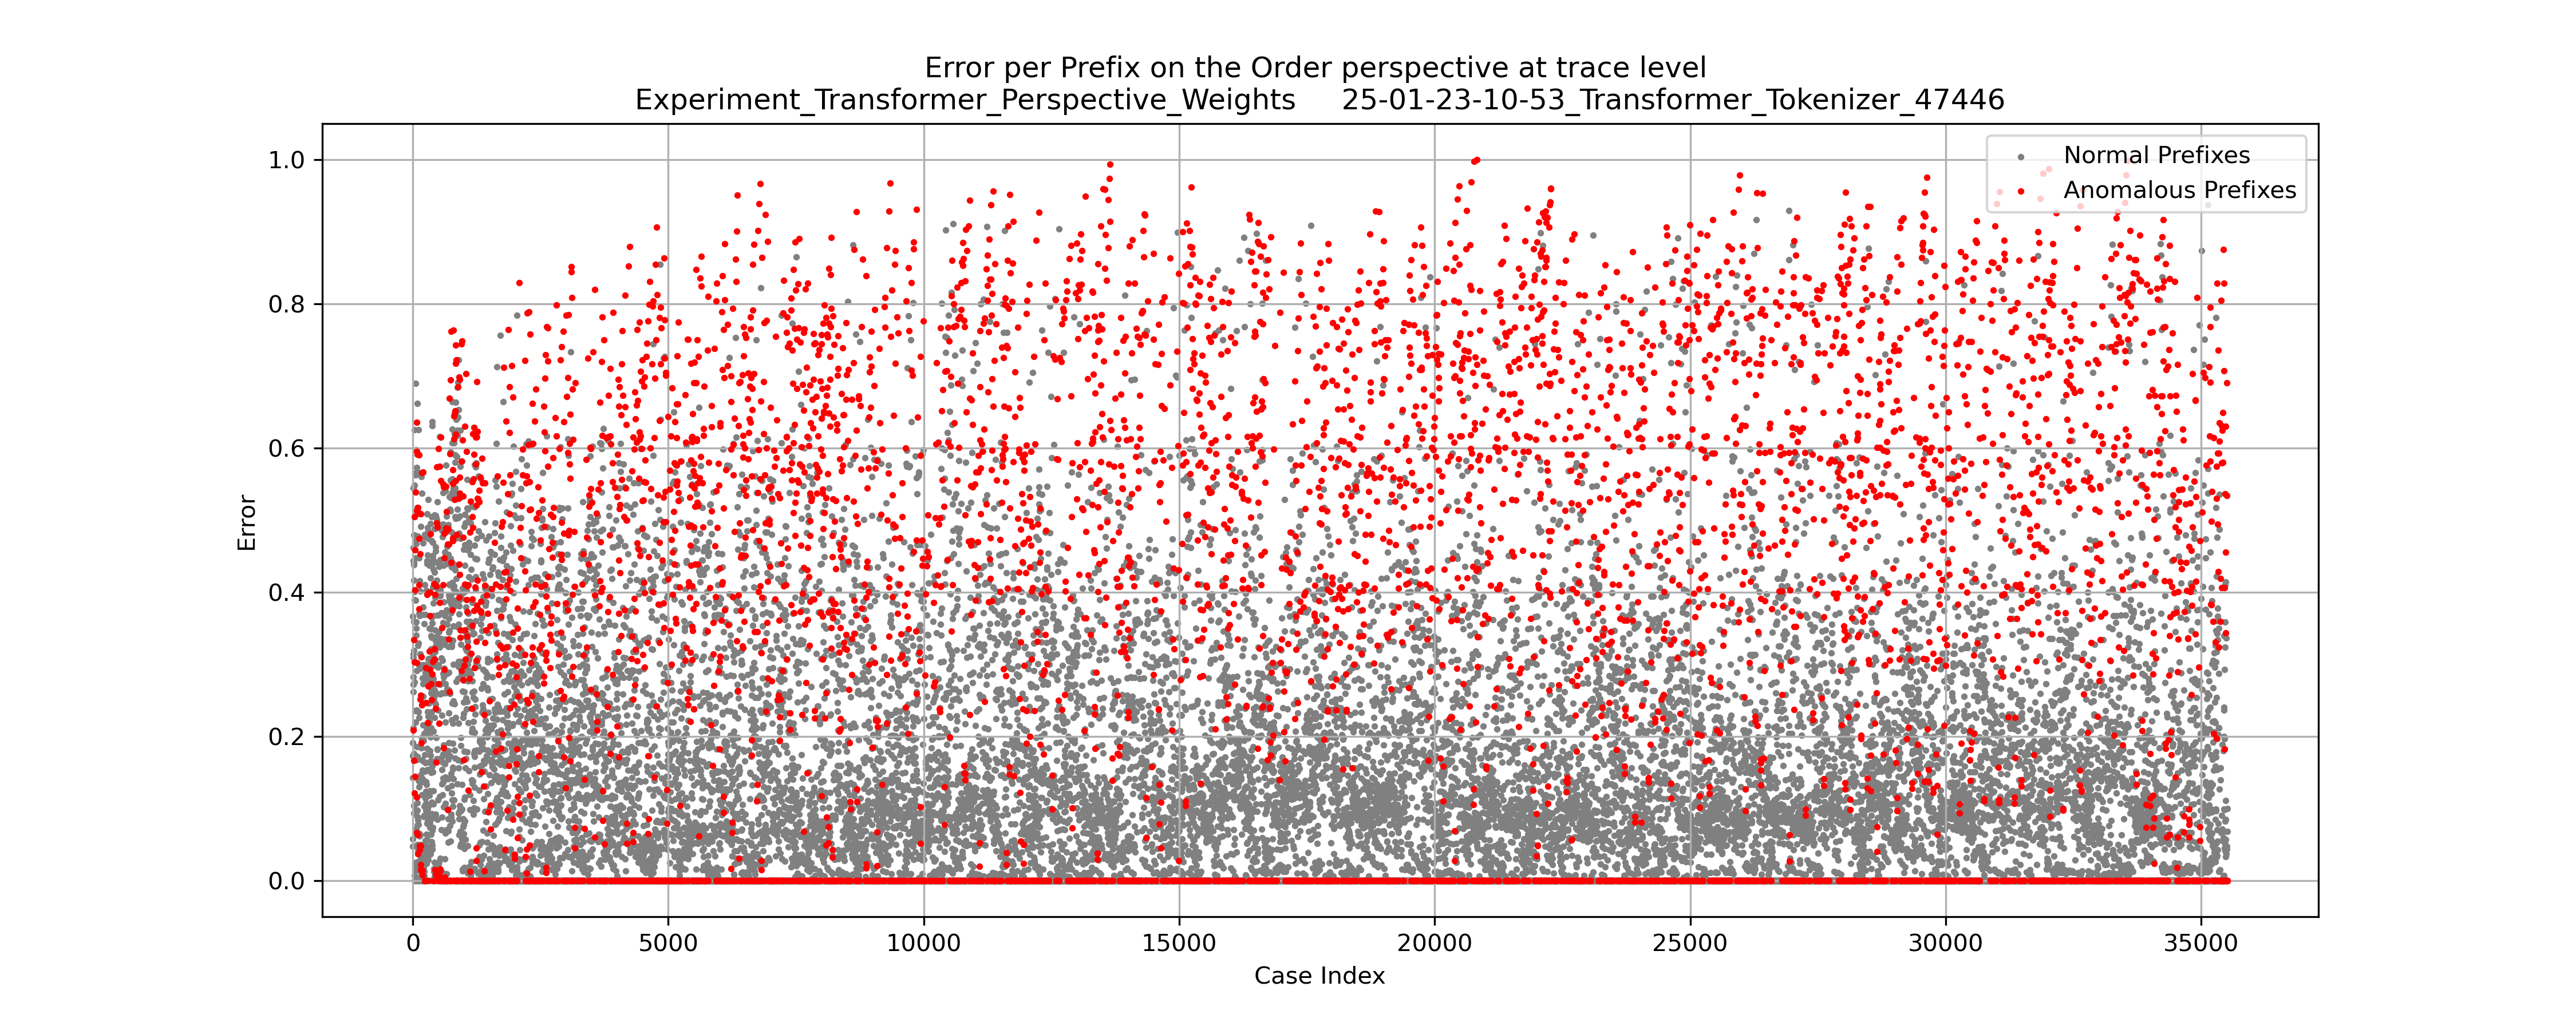 Error per Prefix on the Order perspective at trace level
Experiment_Transformer_Perspective_Weights 25-01-23-10-53_Transformer_Tokenizer_47446
Normal Prefixes
Anomalous Prefixes
1.0
0.8
0.6
0.4
0.2
0.0
Error
0 5000 10000 15000 20000 25000 30000 35000
Case Index